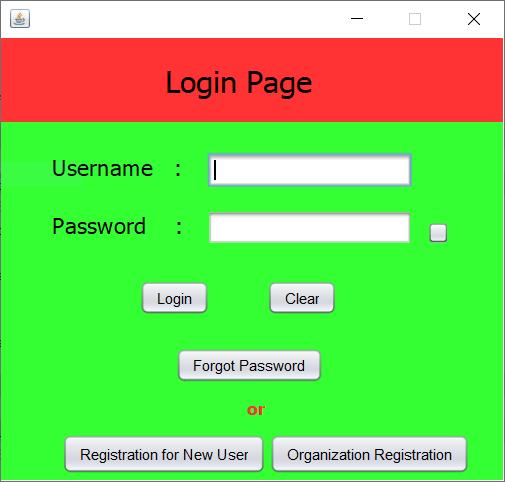 Login Page
Username :
Password :
Login Clear
Forgot Password
or
Registration for New User Organization Registration